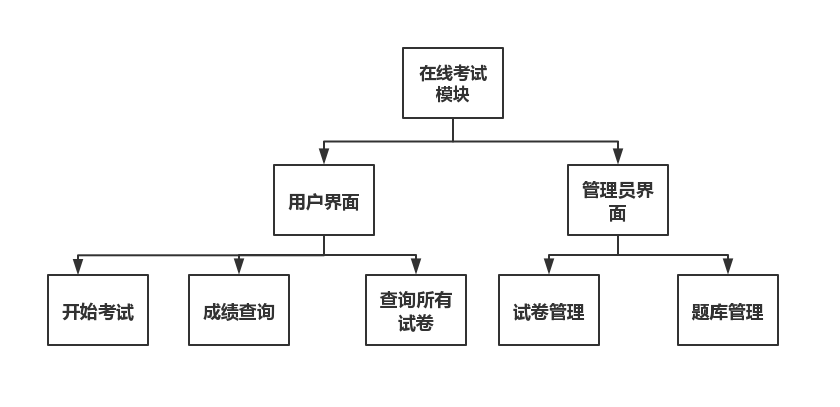 在线考试
模块
用户界面
管理员界
面
开始考试
成绩查询
查询所有
试卷
试卷管理
题库管理